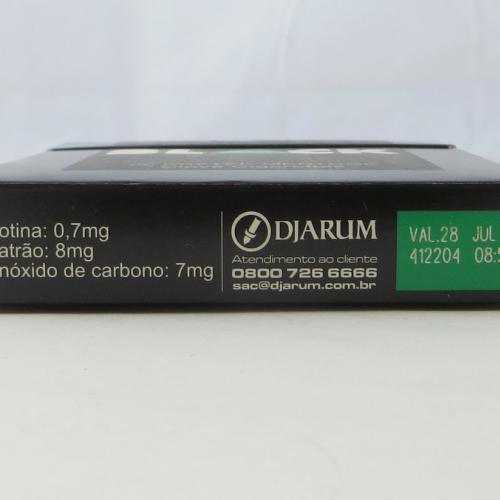 BLACK
otina: 0,7mg
atrão: 8mg
nóxido de carbono: 7mg
DJARUM
Atendimento ao cliente
0800 726 6666
sac@djarum.com.br
VAL.28 JUL
412204 08:5